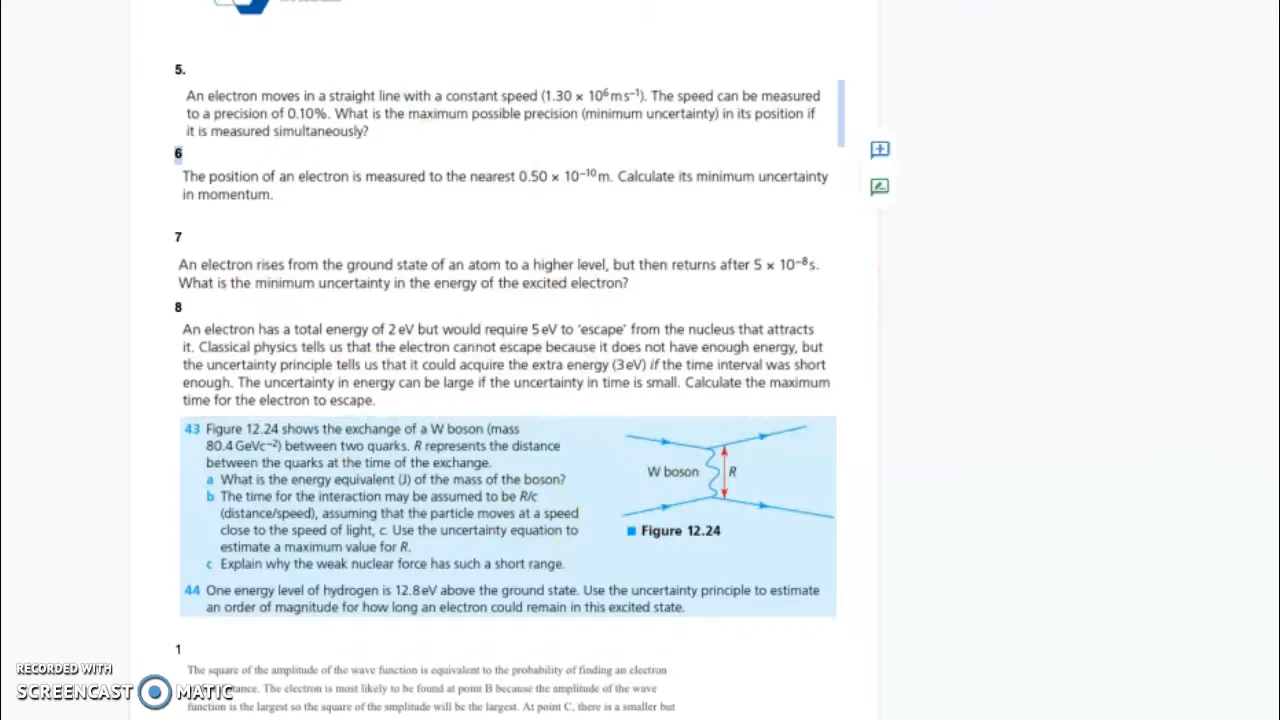 5.
An electron moves in a straight line with a constant speed (1.30 × 10⁶ m s⁻¹). The speed can be measured
to a precision of 0.10%. What is the maximum possible precision (minimum uncertainty) in its position if
it is measured simultaneously?
6
The position of an electron is measured to the nearest 0.50 × 10⁻¹⁰ m. Calculate its minimum uncertainty
in momentum.
7
An electron rises from the ground state of an atom to a higher level, but then returns after 5 × 10⁻⁸ s.
What is the minimum uncertainty in the energy of the excited electron?
8
An electron has a total energy of 2 eV but would require 5 eV to ‘escape’ from the nucleus that attracts
it. Classical physics tells us that the electron cannot escape because it does not have enough energy, but
the uncertainty principle tells us that it could acquire the extra energy (3 eV) if the time interval was short
enough. The uncertainty in energy can be large if the uncertainty in time is small. Calculate the maximum
time for the electron to escape.
43 Figure 12.24 shows the exchange of a W boson (mass
80.4 GeV c⁻²) between two quarks. R represents the distance
between the quarks at the time of the exchange.
a What is the energy equivalent (J) of the mass of the boson?
b The time for the interaction may be assumed to be R/c
(distance/speed), assuming that the particle moves at a speed
close to the speed of light, c. Use the uncertainty equation to
estimate a maximum value for R.
c Explain why the weak nuclear force has such a short range.
W boson
R
Figure 12.24
44 One energy level of hydrogen is 12.8 eV above the ground state. Use the uncertainty principle to estimate
an order of magnitude for how long an electron could remain in this excited state.
1
The square of the amplitude of the wave function is equivalent to the probability of finding an electron
The electron is most likely to be found at point B because the amplitude of the wave
function is the largest so the square of the smplitude will be the largest. At point C, there is a smaller but
RECORDED WITH
SCREENCAST MATIC